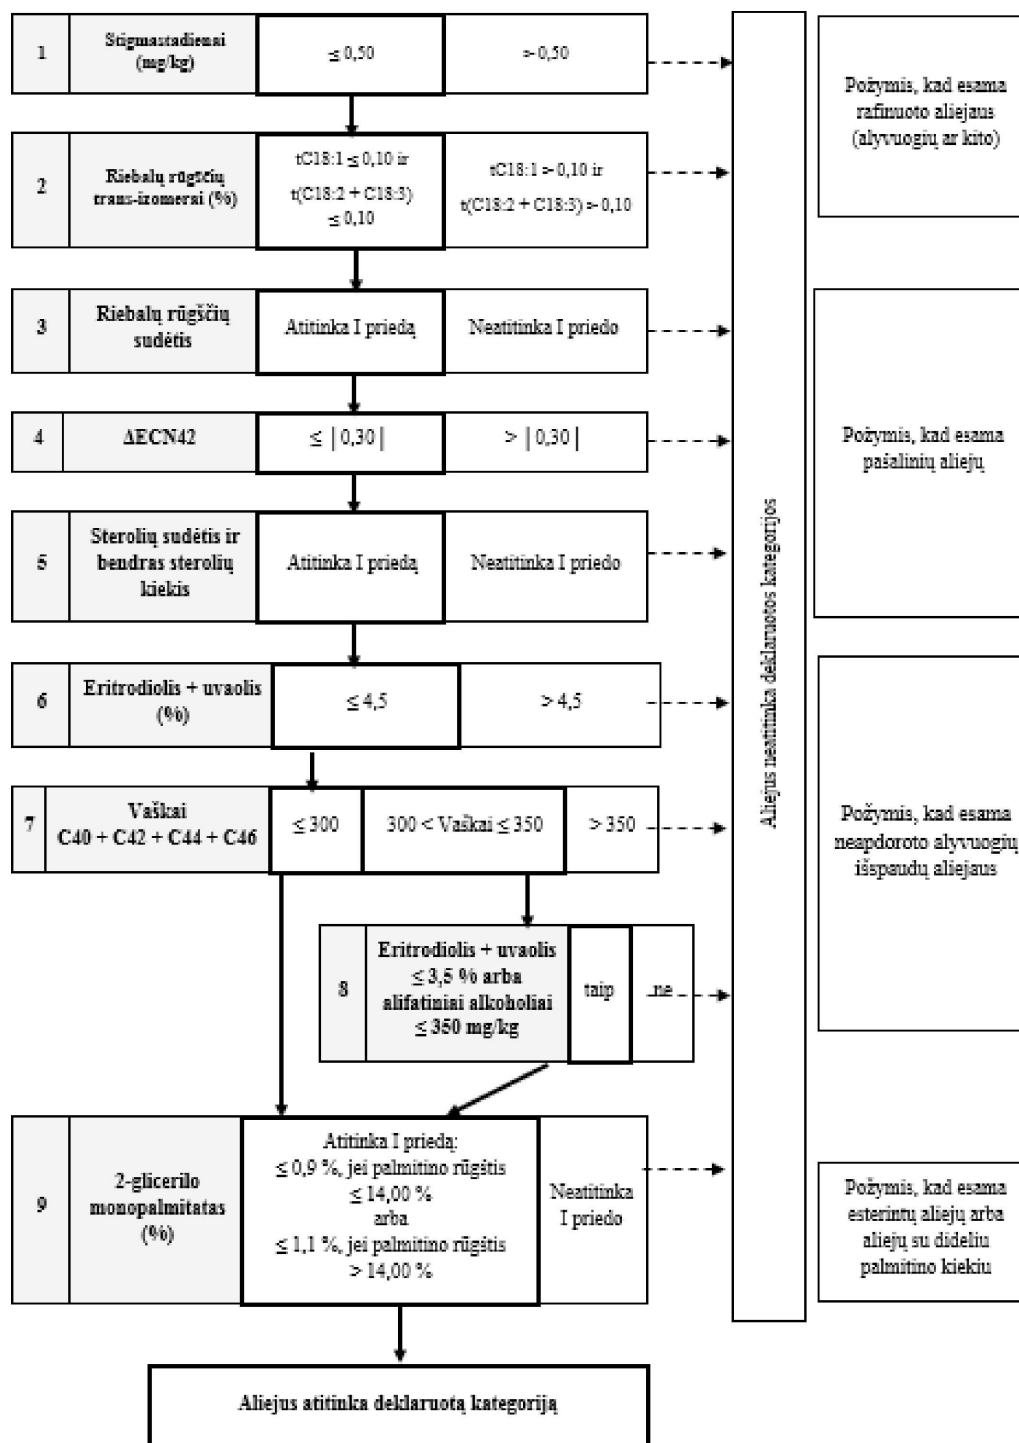 1
Stigmastadienai
(mg/kg)
≤ 0,50
> 0,50
2
Riebalų rūgščių
trans-izomerai (%)
tC18:1 ≤ 0,10 ir
t(C18:2 + C18:3)
≤ 0,10
tC18:1 > 0,10 ir
t(C18:2 + C18:3) > 0,10
Požymis, kad esama
rafinuoto aliejaus
(alyvuogių ar kito)
3
Riebalų rūgščių
sudėtis
Atitinka I priedą
Neatitinka I priedo
4
ΔECN42
≤ | 0,30 |
> | 0,30 |
5
Sterolių sudėtis ir
bendras sterolių
kiekis
Atitinka I priedą
Neatitinka I priedo
Požymis, kad esama
pašalinių aliejų
6
Eritrodiolis + uvaolis
(%)
≤ 4,5
> 4,5
7
Vaškai
C40 + C42 + C44 + C46
≤ 300
300 < Vaškai ≤ 350
> 350
8
Eritrodiolis + uvaolis
≤ 3,5 % arba
alifatiniai alkoholiai
≤ 350 mg/kg
taip
ne
Požymis, kad esama
neapdoroto alyvuogių
išspaudų aliejaus
9
2-glicerilo
monopalmitatas
(%)
Atitinka I priedą:
≤ 0,9 %, jei palmitino rūgštis
≤ 14,00 %
arba
≤ 1,1 %, jei palmitino rūgštis
> 14,00 %
Neatitinka
I priedo
Požymis, kad esama
esterintų aliejų arba
aliejų su dideliu
palmitino kiekiu
Aliejus neatitinka deklaruotos kategorijos
Aliejus atitinka deklaruotą kategoriją